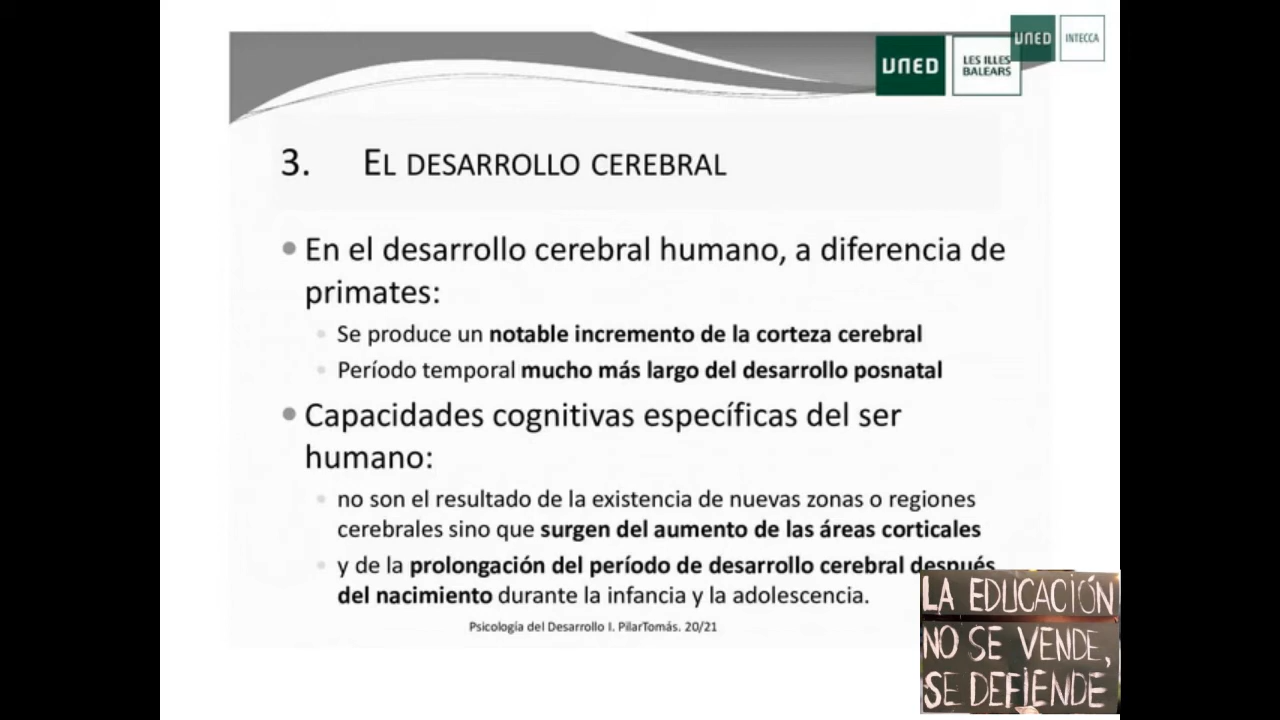 UNED
INTECCA
UNED
LES ILLES
BALEARS
3. EL DESARROLLO CEREBRAL
En el desarrollo cerebral humano, a diferencia de
primates:
Se produce un notable incremento de la corteza cerebral
Período temporal mucho más largo del desarrollo posnatal
Capacidades cognitivas específicas del ser
humano:
no son el resultado de la existencia de nuevas zonas o regiones
cerebrales sino que surgen del aumento de las áreas corticales
y de la prolongación del período de desarrollo cerebral después
del nacimiento durante la infancia y la adolescencia.
Psicología del Desarrollo I. PilarTomás. 20/21
LA EDUCACIÓN
NO SE VENDE,
SE DEFIENDE